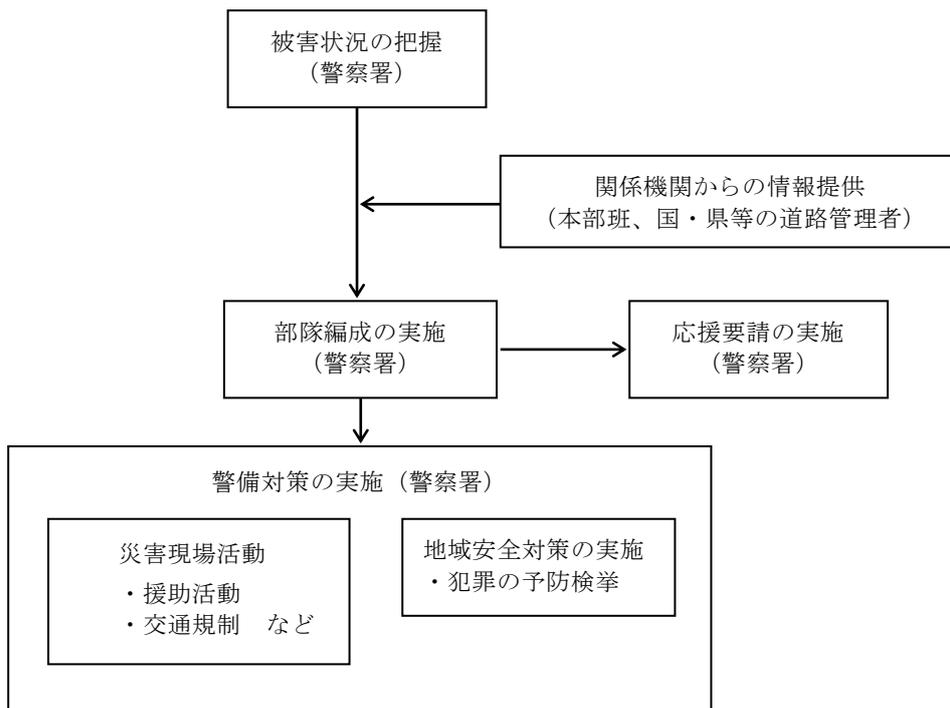 被害状況の把握
（警察署）
関係機関からの情報提供
（本部班、国・県等の道路管理者）
部隊編成の実施
（警察署）
応援要請の実施
（警察署）
警備対策の実施（警察署）
災害現場活動
・援助活動
・交通規制　など
地域安全対策の実施
・犯罪の予防検挙